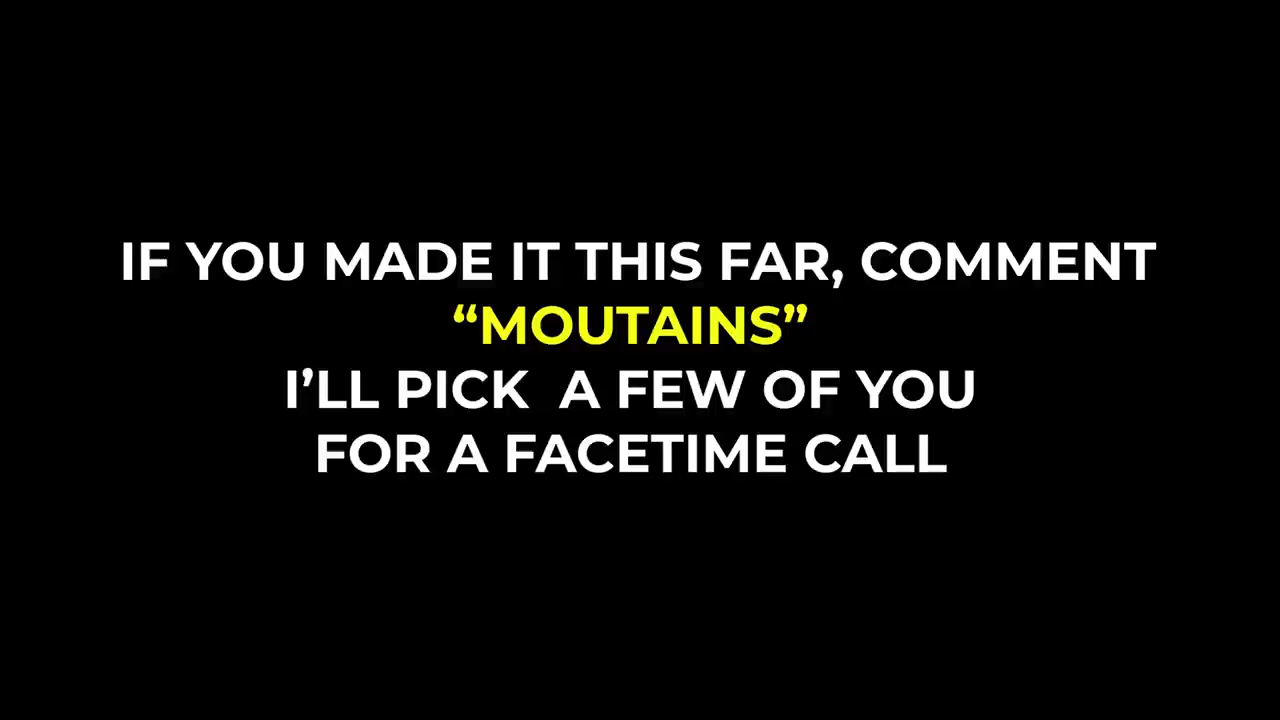 IF YOU MADE IT THIS FAR, COMMENT
“MOUTAINS”
I’LL PICK  A FEW OF YOU
FOR A FACETIME CALL